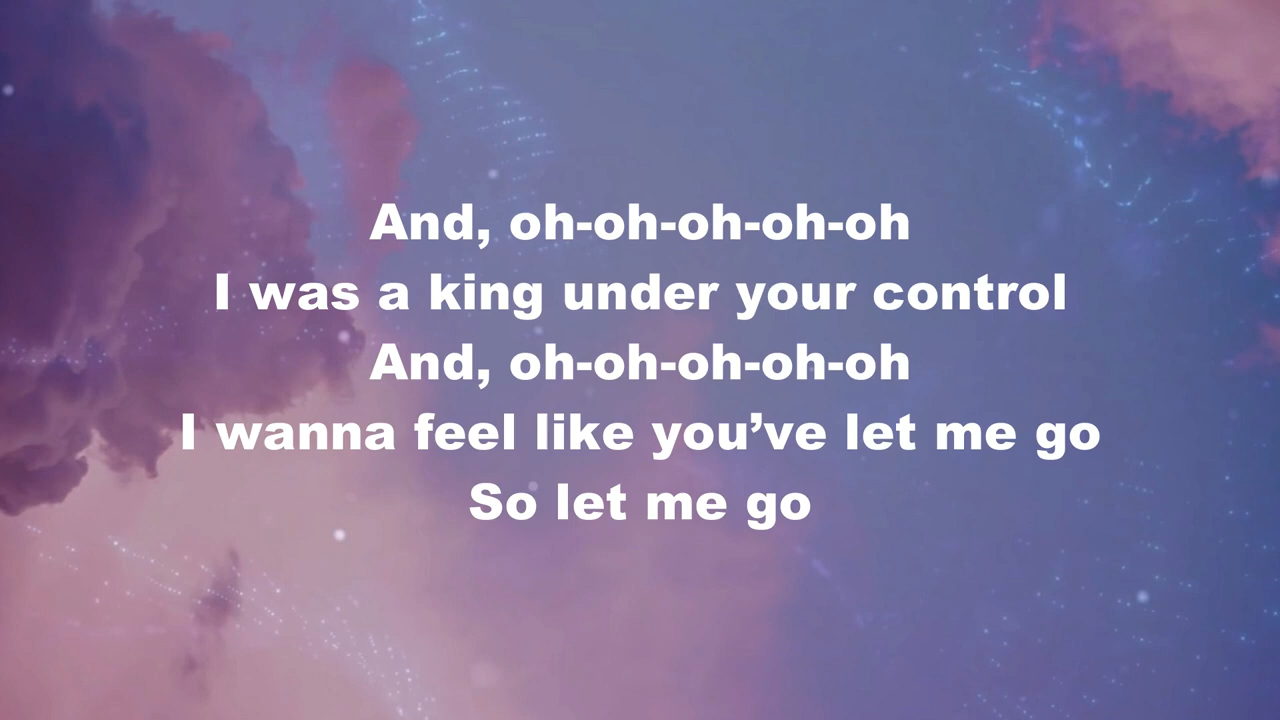 And, oh-oh-oh-oh-oh
I was a king under your control
And, oh-oh-oh-oh-oh
I wanna feel like you’ve let me go
So let me go